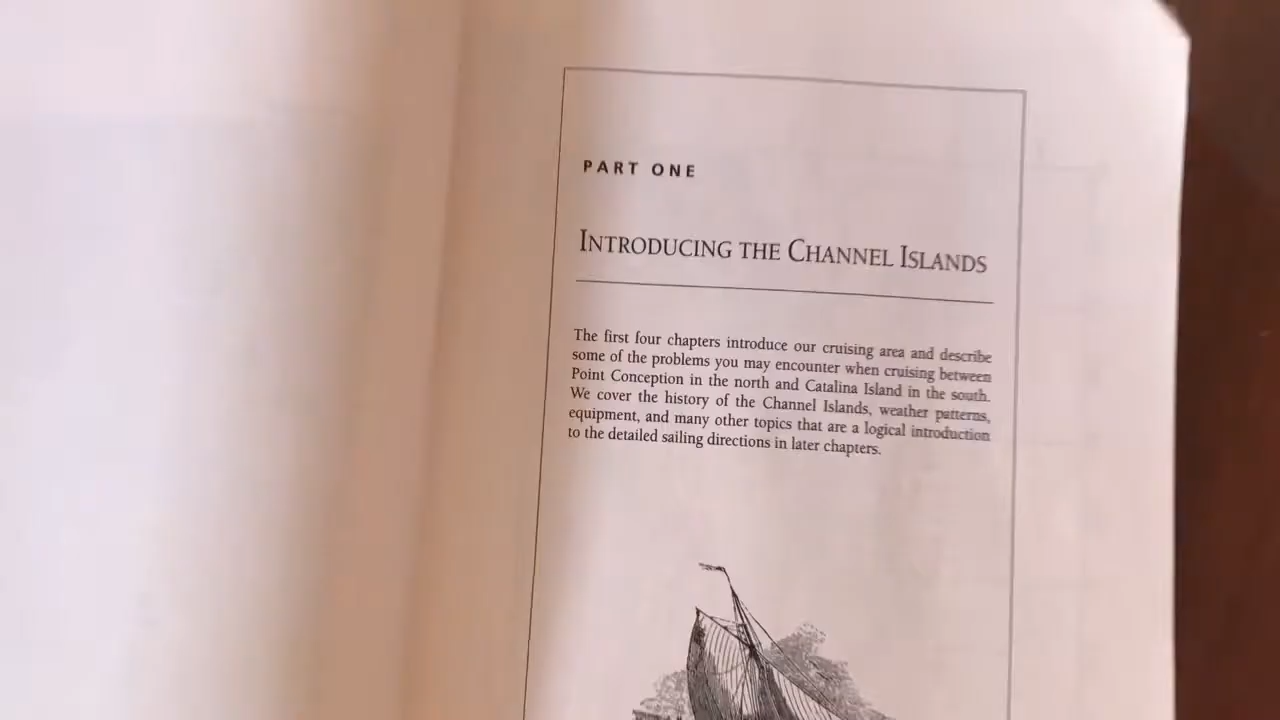 PART ONE
INTRODUCING THE CHANNEL ISLANDS
The first four chapters introduce our cruising area and describe
some of the problems you may encounter when cruising between
Point Conception in the north and Catalina Island in the south.
We cover the history of the Channel Islands, weather patterns,
equipment, and many other topics that are a logical introduction
to the detailed sailing directions in later chapters.